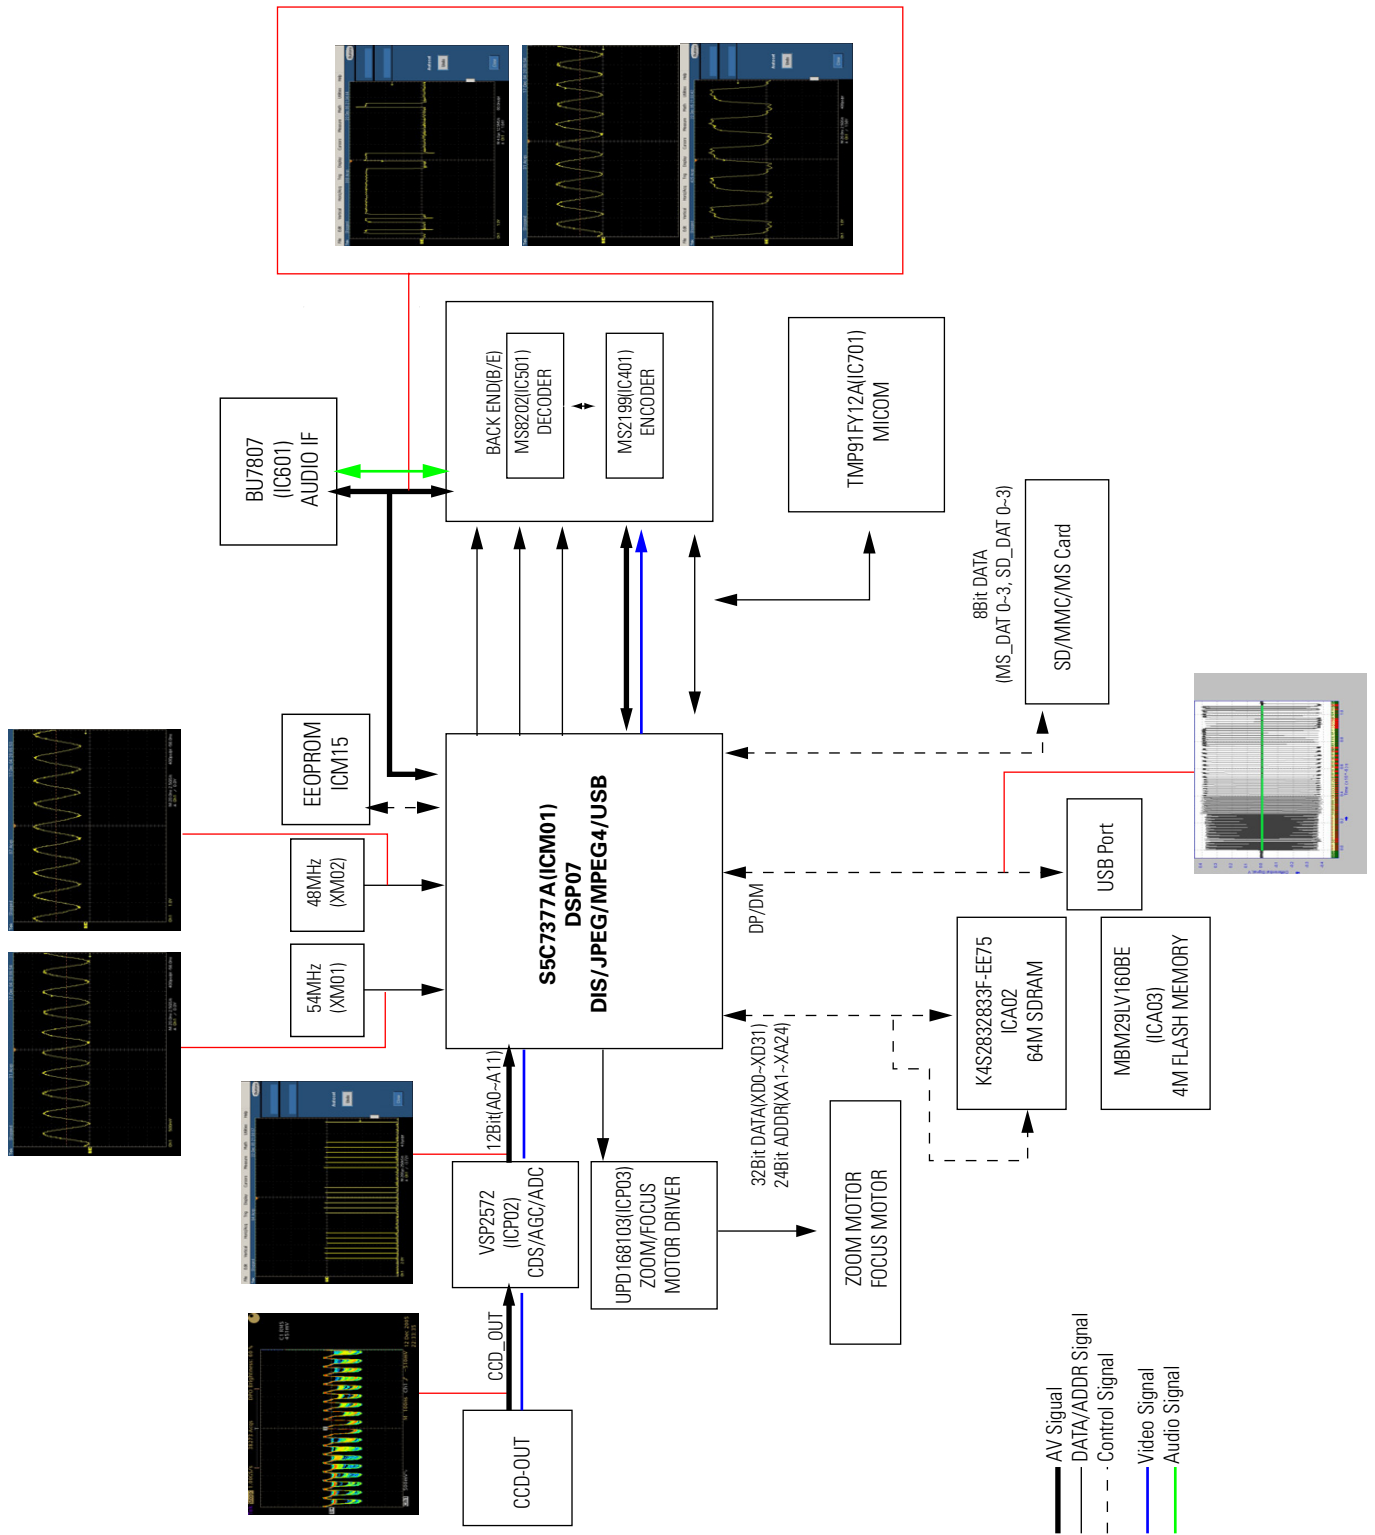 BU7807
(IC601)
AUDIO IF
BACK END(B/E)
MS8202(IC501)
DECODER
MS2199(IC401)
ENCODER
TMP91FY12A(IC701)
MICOM
8Bit DATA
(MS_DAT 0~3, SD_DAT 0~3)
SD/MMC/MS Card
EEOPROM
ICM15
48MHz
(XM02)
54MHz
(XM01)
S5C7377A(ICM01)
DSP07
DIS/JPEG/MPEG4/USB
DP/DM
USB Port
32Bit DATA(XD0~XD31)
24Bit ADDR(XA1~XA24)
K4S2832833F-EE75
ICA02
64M SDRAM
MBM29LV160BE
(ICA03)
4M FLASH MEMORY
12Bit(A0~A11)
VSP2572
(ICP02)
CDS/AGC/ADC
UPD168103(ICP03)
ZOOM/FOCUS
MOTOR DRIVER
ZOOM MOTOR
FOCUS MOTOR
CCD_OUT
CCD-OUT
AV Sigual
DATA/ADDR Signal
Control Signal
Video Signal
Audio Signal